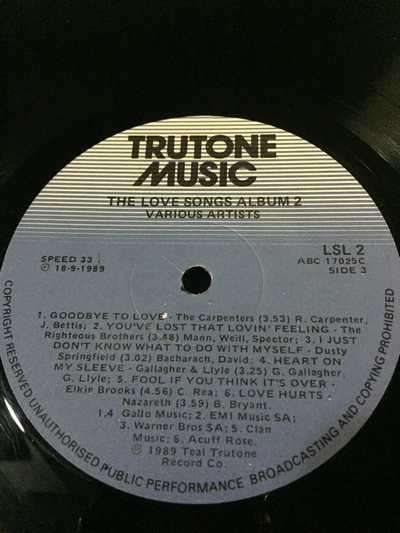 TRUTONE
MUSIC
THE LOVE SONGS ALBUM 2
VARIOUS ARTISTS
SPEED 33
℗ 18-9-1989
LSL 2
ABC 17025C
SIDE 3
1. GOODBYE TO LOVE - The Carpenters (3.53) R. Carpenter,
J. Bettis; 2. YOU'VE LOST THAT LOVIN' FEELING - The
Righteous Brothers (3.48) Mann, Weill, Spector; 3. I JUST
DON'T KNOW WHAT TO DO WITH MYSELF - Dusty
Springfield (3.02) Bacharach, David; 4. HEART ON
MY SLEEVE - Gallagher & Llyle (3.25) G. Gallagher,
G. Llyle; 5. FOOL IF YOU THINK IT'S OVER -
Elkie Brooks (4.56) C. Rea; 6. LOVE HURTS -
Nazareth (3.59) B. Bryant.
1,4 Gallo Music; 2. EMI Music SA;
3. Warner Bros SA; 5. Clan
Music; 6. Acuff Rose.
℗ 1989 Teal Trutone
Record Co.
COPYRIGHT RESERVED UNAUTHORISED PUBLIC PERFORMANCE BROADCASTING AND COPYING PROHIBITED